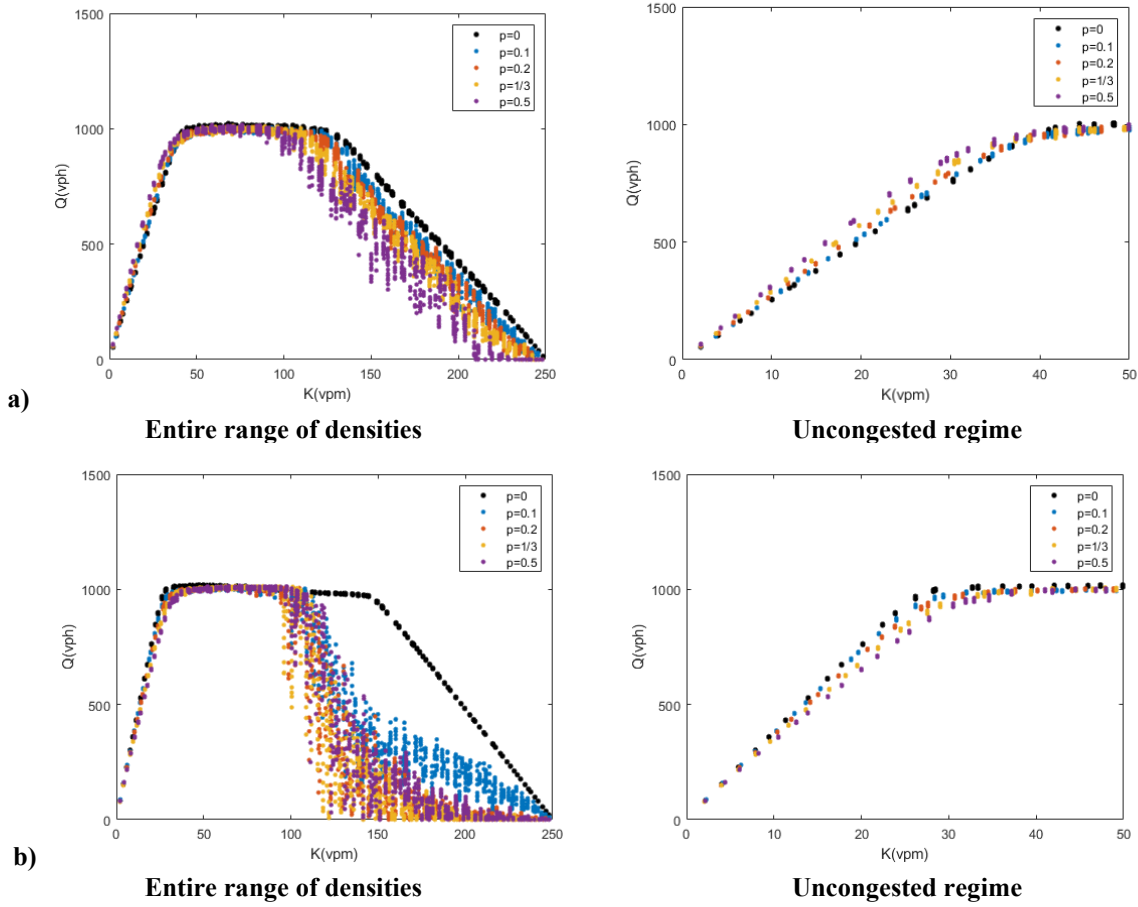 1500
1000
500
0
Q(vph)
0 50 100 150 200 250
K(vpm)
p=0
p=0.1
p=0.2
p=1/3
p=0.5
1500
1000
500
0
Q(vph)
0 10 20 30 40 50
K(vpm)
p=0
p=0.1
p=0.2
p=1/3
p=0.5
a)
Entire range of densities
Uncongested regime
1500
1000
500
0
Q(vph)
0 50 100 150 200 250
K(vpm)
p=0
p=0.1
p=0.2
p=1/3
p=0.5
1500
1000
500
0
Q(vph)
0 10 20 30 40 50
K(vpm)
p=0
p=0.1
p=0.2
p=1/3
p=0.5
b)
Entire range of densities
Uncongested regime